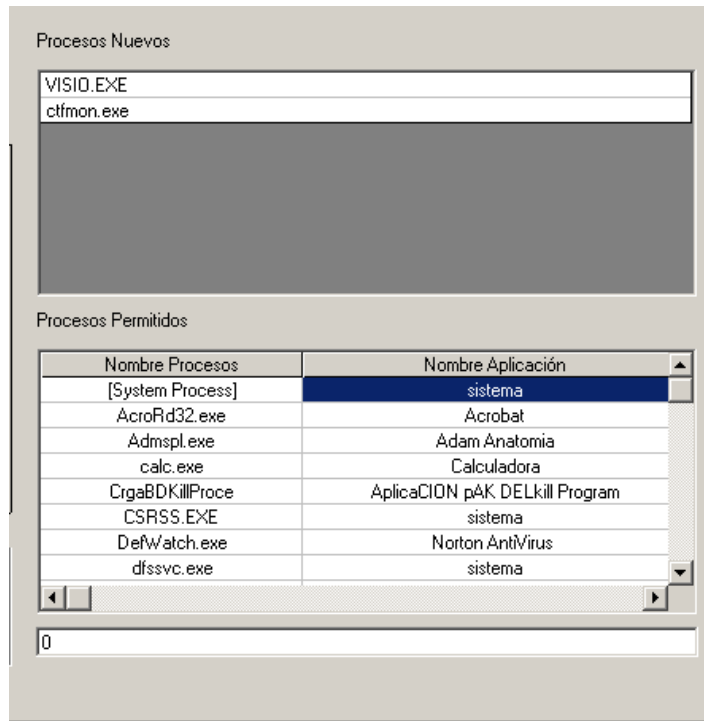 Procesos Nuevos
VISIO.EXE
ctfmon.exe
Procesos Permitidos
Nombre Procesos Nombre Aplicación
[System Process] sistema
AcroRd32.exe Acrobat
Admspl.exe Adam Anatomia
calc.exe Calculadora
CrgaBDKillProce AplicaCION pAK DELkill Program
CSRSS.EXE sistema
DefWatch.exe Norton AntiVirus
dfssvc.exe sistema
0